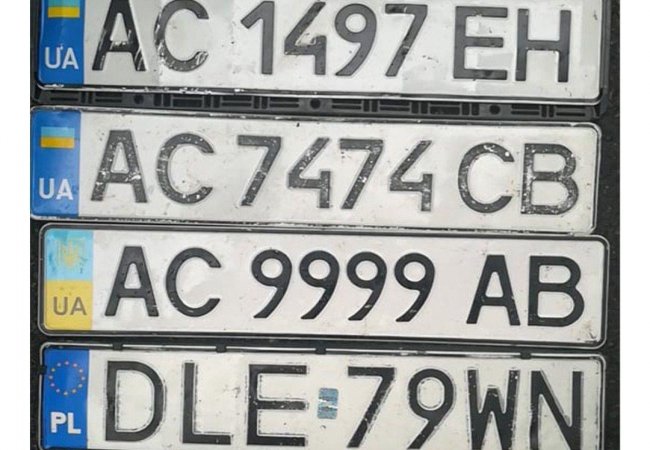 UA AC 1497 EH
UA AC 7474 CB
UA AC 9999 AB
PL DLE 79WN